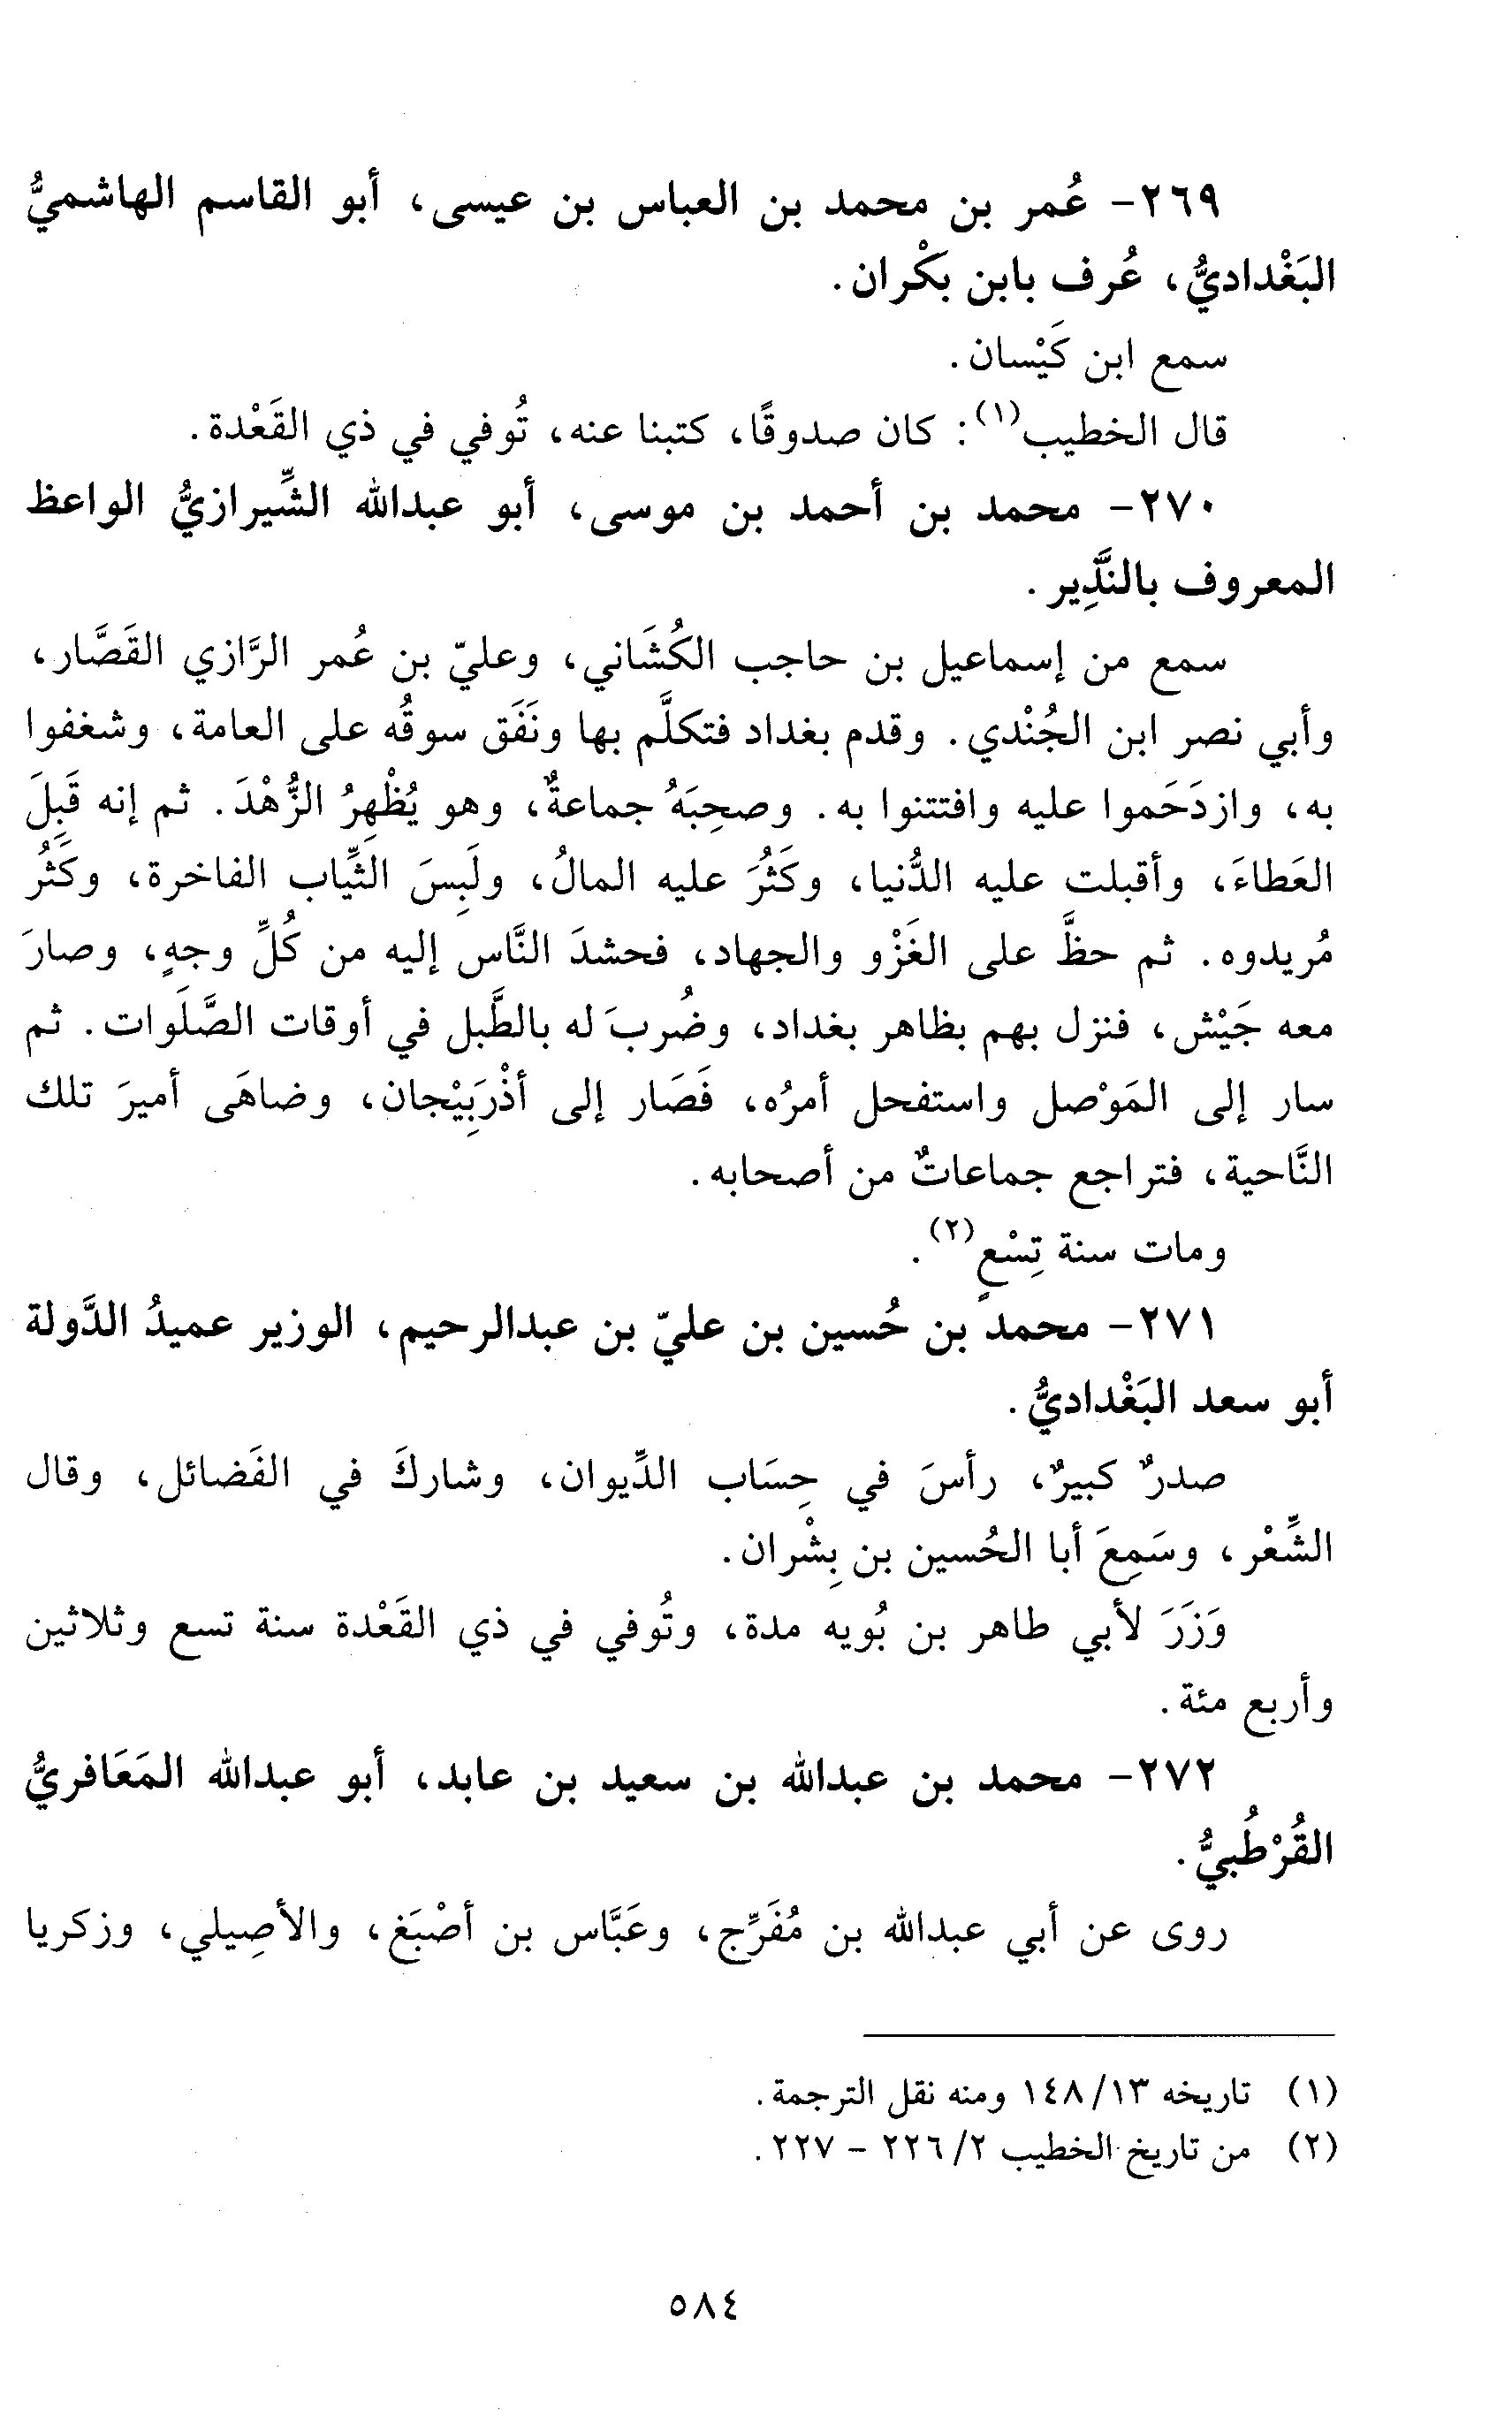 ٢٦٩- عُمر بن محمد بن العباس بن عيسى، أبو القاسم الهاشميُّ
البَغْداديُّ، عُرف بابن بكْران.
سمع ابن كَيْسان.
قال الخطيب(١): كان صدوقًا، كتبنا عنه، تُوفي في ذي القَعْدة.
٢٧٠- محمد بن أحمد بن موسى، أبو عبدالله الشِّيرازيُّ الواعظ
المعروف بالنَّذِير.
سمع من إسماعيل بن حاجب الكُشَاني، وعليّ بن عُمر الرَّازي القَصَّار،
وأبي نصر ابن الجُنْدي. وقدم بغداد فتكلَّم بها ونَفَق سوقُه على العامة، وشغفوا
به، وازدَحَموا عليه وافتتنوا به. وصحِبَهُ جماعةٌ، وهو يُظْهِرُ الزُّهْدَ. ثم إنه قَبِلَ
العَطاءَ، وأقبلت عليه الدُّنيا، وكَثُرَ عليه المالُ، ولَبِسَ الثِّياب الفاخرة، وكَثُر
مُريدوه. ثم حظَّ على الغَزْو والجهاد، فحشدَ النَّاس إليه من كُلِّ وجهٍ، وصارَ
معه جَيْش، فنزل بهم بظاهر بغداد، وضُربَ له بالطَّبل في أوقات الصَّلَوات. ثم
سار إلى المَوْصل واستفحل أمرُه، فَصَار إلى أذْرَبِيْجان، وضاهَى أميرَ تلك
النَّاحية، فتراجع جماعاتٌ من أصحابه.
ومات سنة تِسْعٍ(٢).
٢٧١- محمد بن حُسين بن عليّ بن عبدالرحيم، الوزير عميدُ الدَّولة
أبو سعد البَغْداديُّ.
صدرٌ كبيرٌ، رأسَ في حِسَاب الدِّيوان، وشاركَ في الفَضائل، وقال
الشِّعْر، وسَمِعَ أبا الحُسين بن بِشْران.
وَزَرَ لأبي طاهر بن بُويه مدة، وتُوفي في ذي القَعْدة سنة تسع وثلاثين
وأربع مئة.
٢٧٢- محمد بن عبدالله بن سعيد بن عابد، أبو عبدالله المَعَافريُّ
القُرْطُبيُّ.
روى عن أبي عبدالله بن مُفَرِّج، وعَبَّاس بن أصْبَغ، والأصِيلي، وزكريا
(١) تاريخه ١٣/ ١٤٨ ومنه نقل الترجمة.
(٢) من تاريخ الخطيب ٢/ ٢٢٦ - ٢٢٧.
٥٨٤